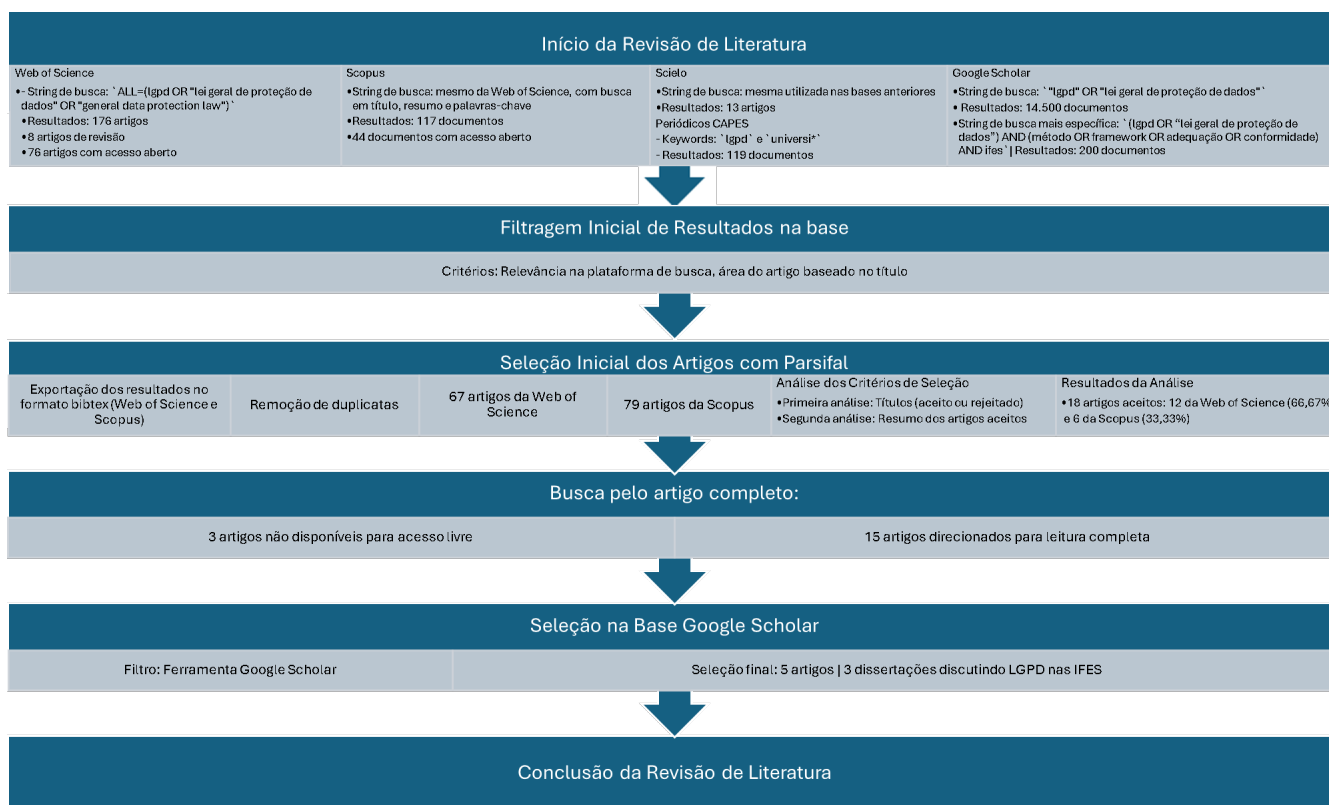 Início da Revisão de Literatura
Web of Science
•- String de busca: `ALL=(lgpd OR "lei geral de proteção de
dados" OR "general data protection law")`
•Resultados: 176 artigos
•8 artigos de revisão
•76 artigos com acesso aberto
Scopus
•String de busca: mesmo da Web of Science, com busca
em título, resumo e palavras-chave
•Resultados: 117 documentos
•44 documentos com acesso aberto
Scielo
•String de busca: mesma utilizada nas bases anteriores
•Resultados: 13 artigos
Periódicos CAPES
- Keywords: `lgpd` e `universi*`
- Resultados: 119 documentos
Google Scholar
•String de busca: `"lgpd" OR "lei geral de proteção de dados"`
• Resultados: 14.500 documentos
•String de busca mais específica: `(lgpd OR “lei geral de proteção de
dados”) AND (método OR framework OR adequação OR conformidade)
AND ifes`| Resultados: 200 documentos
Filtragem Inicial de Resultados na base
Critérios: Relevância na plataforma de busca, área do artigo baseado no título
Seleção Inicial dos Artigos com Parsifal
Exportação dos resultados no
formato bibtex (Web of Science e
Scopus)
Remoção de duplicatas
67 artigos da Web of
Science
79 artigos da Scopus
Análise dos Critérios de Seleção
•Primeira análise: Títulos (aceito ou rejeitado)
•Segunda análise: Resumo dos artigos aceitos
Resultados da Análise
•18 artigos aceitos: 12 da Web of Science (66,67%
e 6 da Scopus (33,33%)
Busca pelo artigo completo:
3 artigos não disponíveis para acesso livre
15 artigos direcionados para leitura completa
Seleção na Base Google Scholar
Filtro: Ferramenta Google Scholar
Seleção final: 5 artigos | 3 dissertações discutindo LGPD nas IFES
Conclusão da Revisão de Literatura